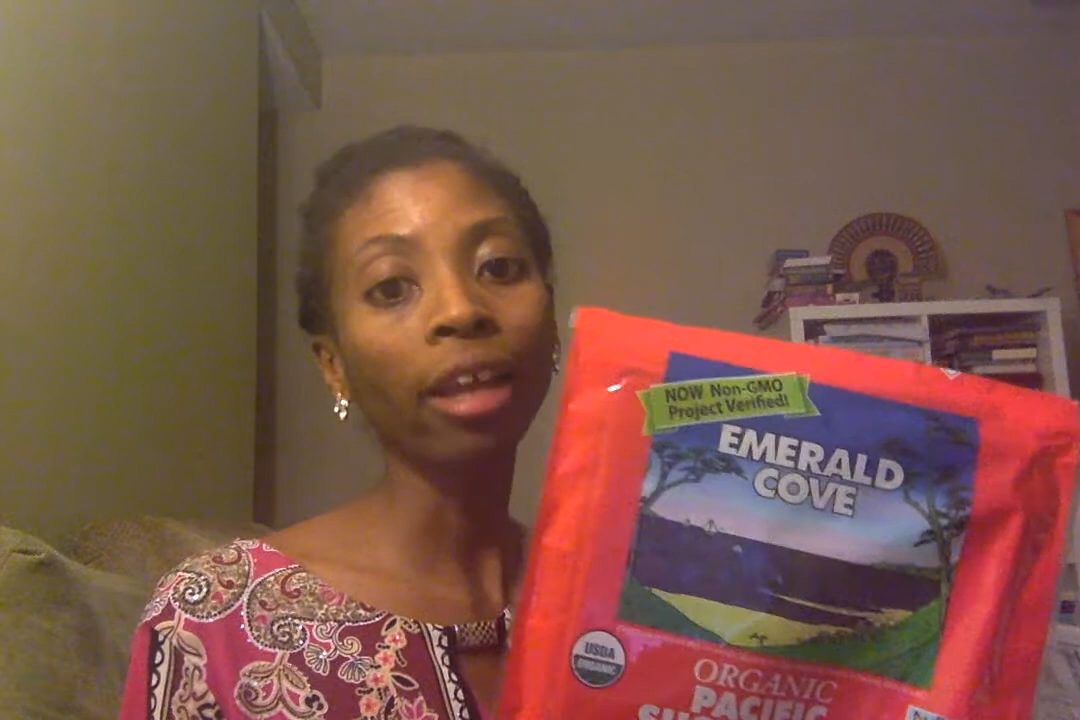 NOW Non-GMO
Project Verified!
EMERALD
COVE
USDA
ORGANIC
ORGANIC
PACIFIC